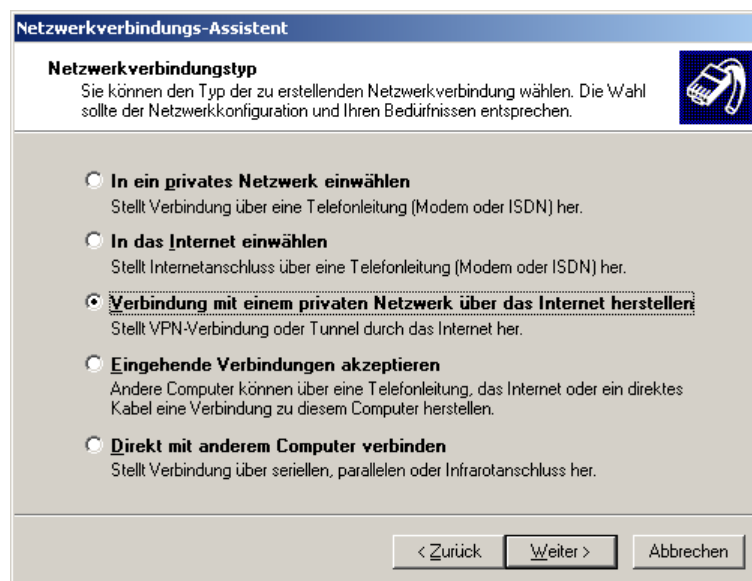 Netzwerkverbindungs-Assistent
Netzwerkverbindungstyp
Sie können den Typ der zu erstellenden Netzwerkverbindung wählen. Die Wahl
sollte der Netzwerkkonfiguration und Ihren Bedürfnissen entsprechen.
In ein privates Netzwerk einwählen
Stellt Verbindung über eine Telefonleitung (Modem oder ISDN) her.
In das Internet einwählen
Stellt Internetanschluss über eine Telefonleitung (Modem oder ISDN) her.
Verbindung mit einem privaten Netzwerk über das Internet herstellen
Stellt VPN-Verbindung oder Tunnel durch das Internet her.
Eingehende Verbindungen akzeptieren
Andere Computer können über eine Telefonleitung, das Internet oder ein direktes
Kabel eine Verbindung zu diesem Computer herstellen.
Direkt mit anderem Computer verbinden
Stellt Verbindung über seriellen, parallelen oder Infrarotanschluss her.
< Zurück Weiter > Abbrechen